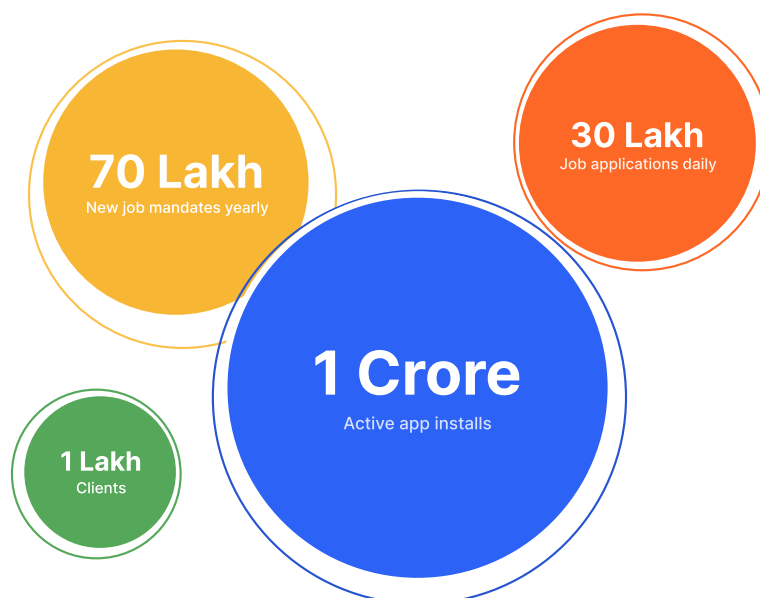 70 Lakh
New job mandates yearly
30 Lakh
Job applications daily
1 Crore
Active app installs
1 Lakh
Clients